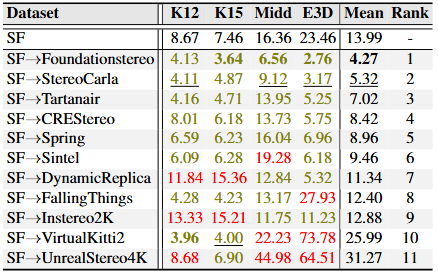 Dataset K12 K15 Midd E3D Mean Rank
SF 8.67 7.46 16.36 23.46 13.99 -
SF→Foundationstereo 4.13 3.64 6.56 2.76 4.27 1
SF→StereoCarla 4.11 4.87 9.12 3.17 5.32 2
SF→Tartanair 4.16 4.71 13.95 5.25 7.02 3
SF→CREStereo 8.01 6.18 13.73 5.75 8.42 4
SF→Spring 6.59 6.23 16.04 6.96 8.96 5
SF→Sintel 6.09 6.28 19.28 6.18 9.46 6
SF→DynamicReplica 11.84 15.36 12.84 5.32 11.34 7
SF→FallingThings 4.28 4.23 13.17 27.93 12.40 8
SF→Instereo2K 13.33 15.21 11.75 11.23 12.88 9
SF→VirtualKitti2 3.96 4.00 22.23 73.78 25.99 10
SF→UnrealStereo4K 8.68 6.90 44.98 64.51 31.27 11